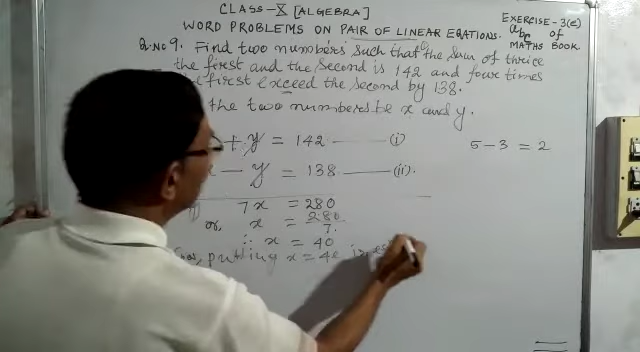 CLASS-X [ALGEBRA]
WORD PROBLEMS ON PAIR OF LINEAR EQATIONS.
EXERCISE-3(C)
abc of
MATHS BOOK
Q.No 9. Find two numbers such that the sum of thrice
the first and the second is 142 and four times
first exceed the second by 138.
the two numbers be x and y.
+ y = 142 (i)
- y = 138 (ii).
5-3 = 2
7x = 280
or, x = 280/7.
∴ x = 40
putting x = 40 in